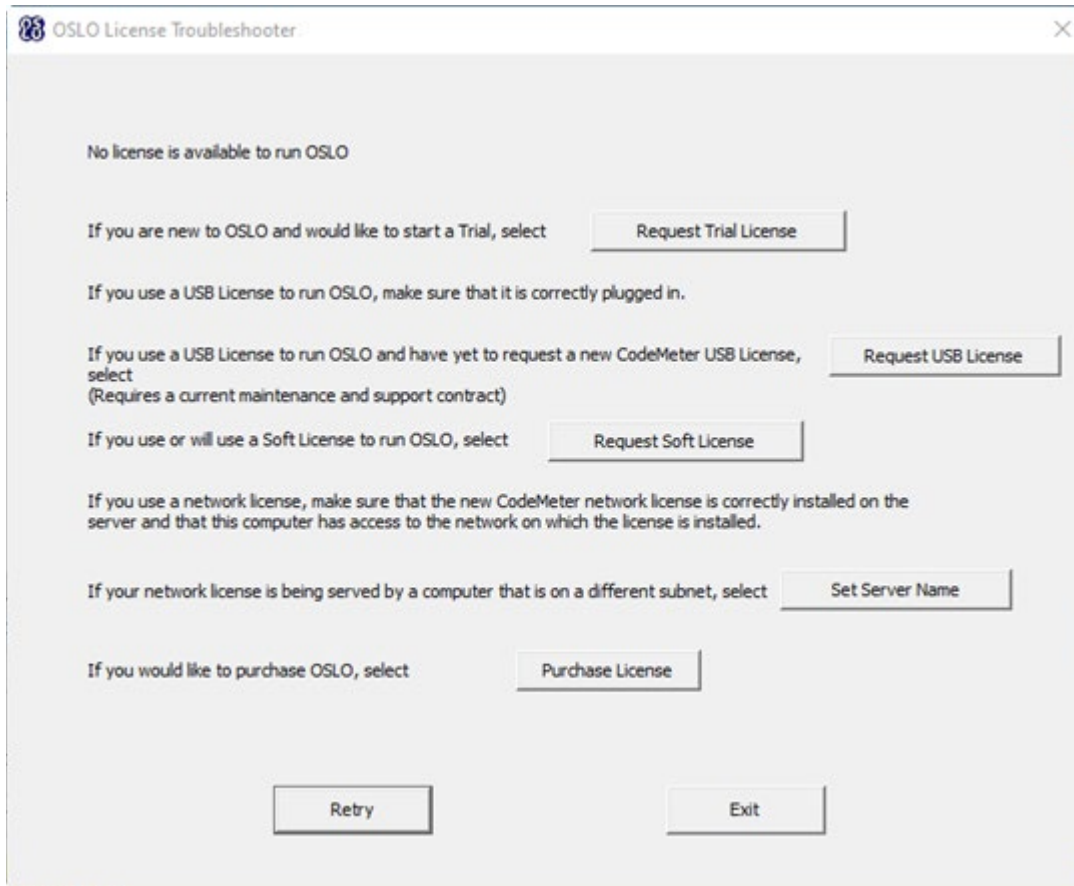 OSLO License Troubleshooter
No license is available to run OSLO
If you are new to OSLO and would like to start a Trial, select Request Trial License
If you use a USB License to run OSLO, make sure that it is correctly plugged in.
If you use a USB License to run OSLO and have yet to request a new CodeMeter USB License, Request USB License
select
(Requires a current maintenance and support contract)
If you use or will use a Soft License to run OSLO, select Request Soft License
If you use a network license, make sure that the new CodeMeter network license is correctly installed on the
server and that this computer has access to the network on which the license is installed.
If your network license is being served by a computer that is on a different subnet, select Set Server Name
If you would like to purchase OSLO, select Purchase License
Retry Exit